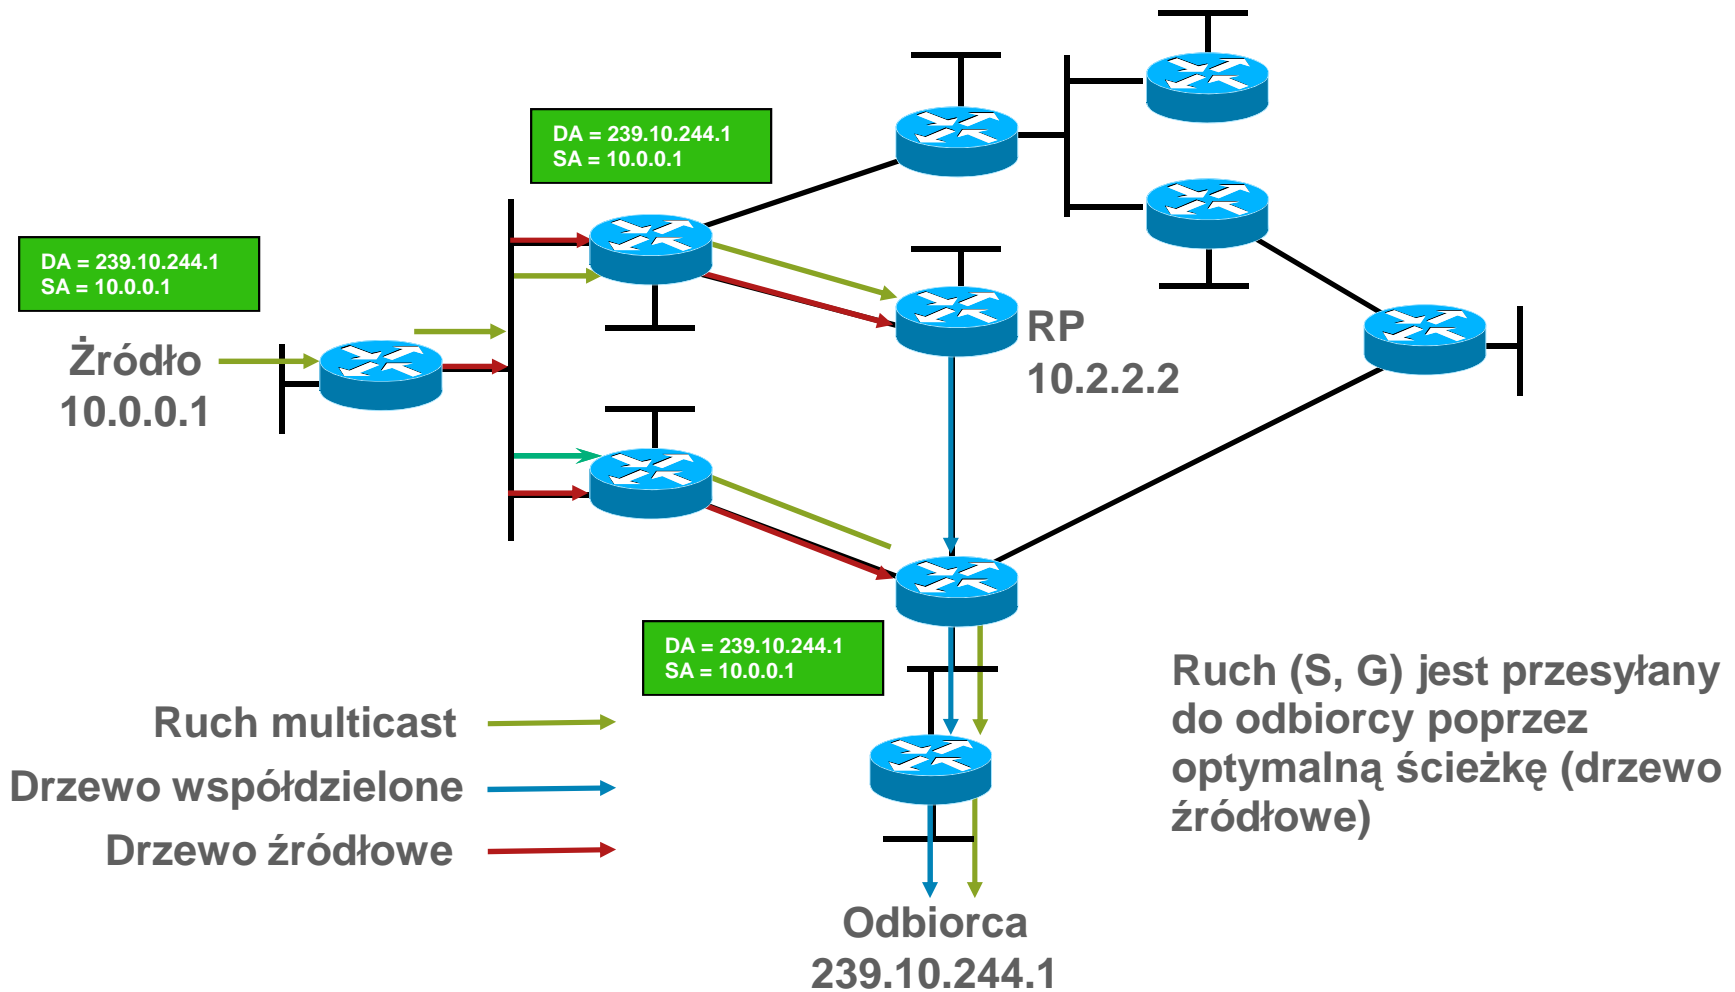 DA = 239.10.244.1
SA = 10.0.0.1
DA = 239.10.244.1
SA = 10.0.0.1
Żródło
10.0.0.1
RP
10.2.2.2
DA = 239.10.244.1
SA = 10.0.0.1
Ruch multicast
Drzewo współdzielone
Drzewo źródłowe
Ruch (S, G) jest przesyłany
do odbiorcy poprzez
optymalną ścieżkę (drzewo
źródłowe)
Odbiorca
239.10.244.1